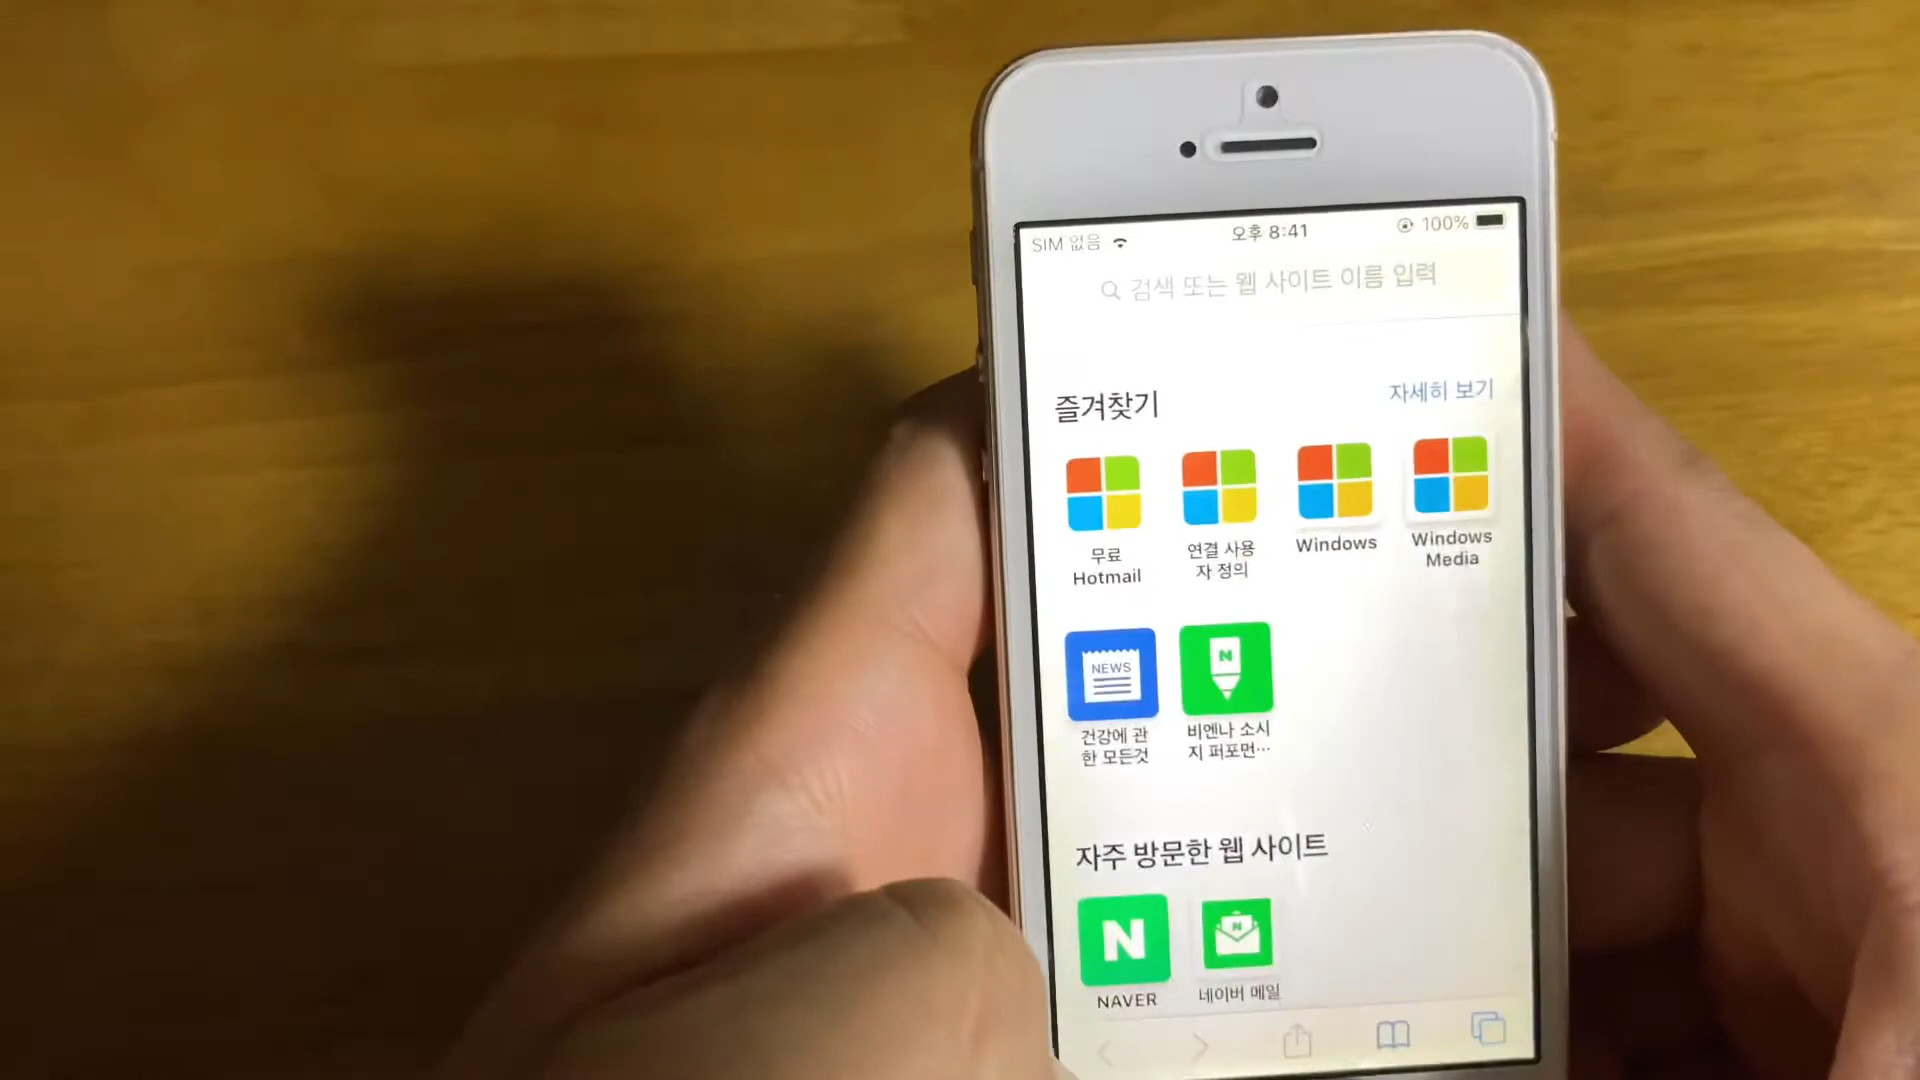 SIM 없음 오후 8:41 100%
검색 또는 웹 사이트 이름 입력
즐겨찾기 자세히 보기
무료
Hotmail
연결 사용
자 정의
Windows
Windows
Media
NEWS
건강에 관
한 모든것
N
비엔나 소시
지 퍼포먼…
자주 방문한 웹 사이트
N
NAVER
N
네이버 메일